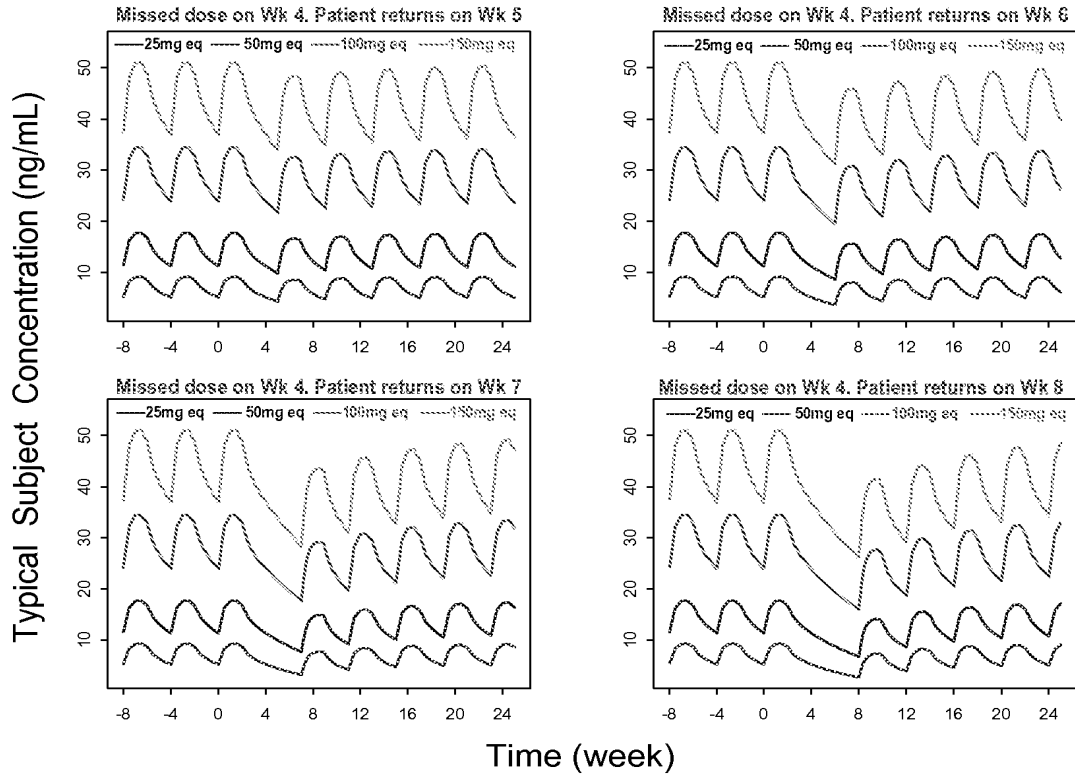 Missed dose on Wk 4. Patient returns on Wk 5
25mg eq 50mg eq 100mg eq 150mg eq
50
40
30
20
10
-8 -4 0 4 8 12 16 20 24
Missed dose on Wk 4. Patient returns on Wk 6
25mg eq 50mg eq 100mg eq 150mg eq
50
40
30
20
10
-8 -4 0 4 8 12 16 20 24
Missed dose on Wk 4. Patient returns on Wk 7
25mg eq 50mg eq 100mg eq 150mg eq
50
40
30
20
10
-8 -4 0 4 8 12 16 20 24
Missed dose on Wk 4. Patient returns on Wk 8
25mg eq 50mg eq 100mg eq 150mg eq
50
40
30
20
10
-8 -4 0 4 8 12 16 20 24
Typical Subject Concentration (ng/mL)
Time (week)